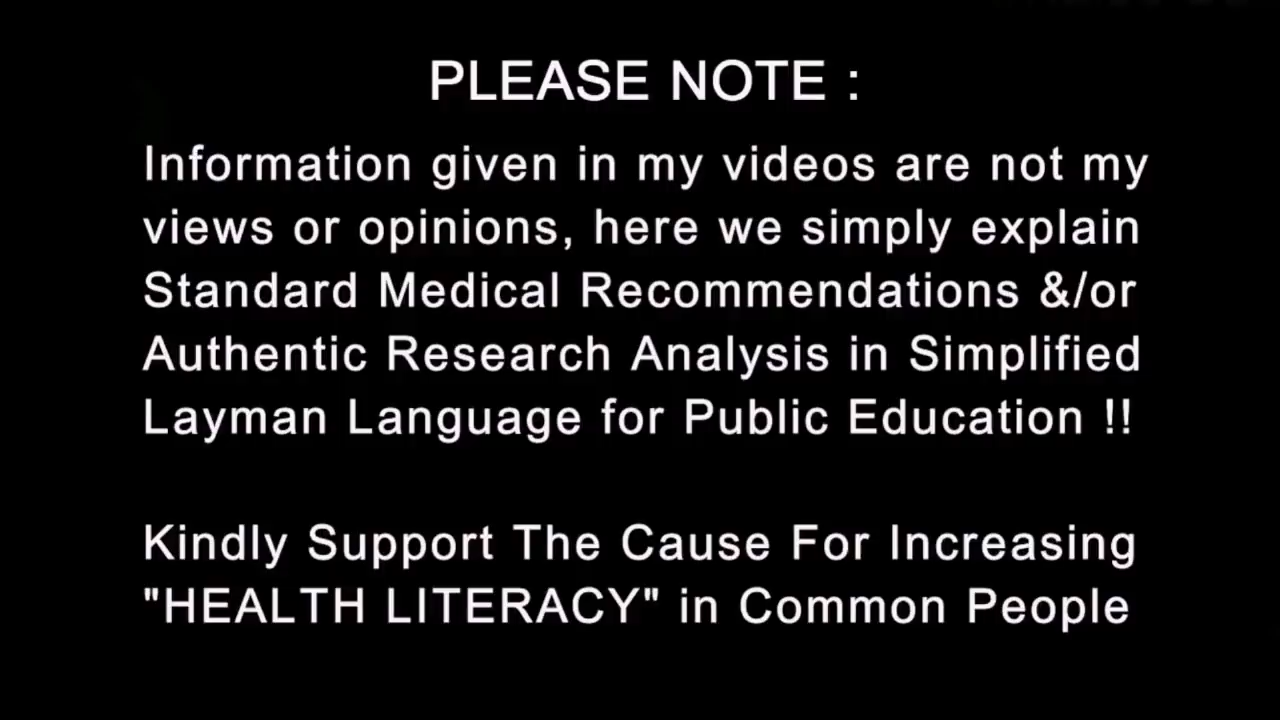 PLEASE NOTE :
Information given in my videos are not my
views or opinions, here we simply explain
Standard Medical Recommendations &/or
Authentic Research Analysis in Simplified
Layman Language for Public Education !!
Kindly Support The Cause For Increasing
"HEALTH LITERACY" in Common People